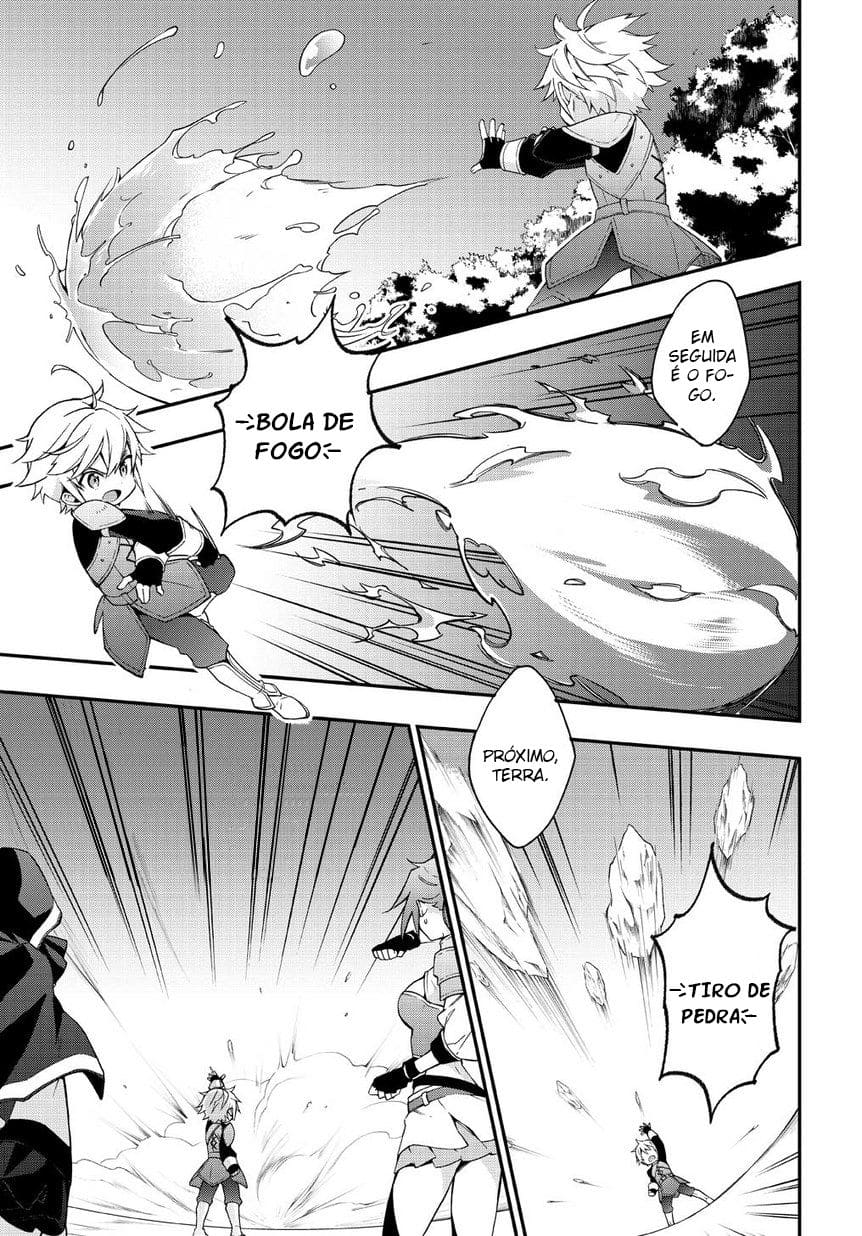 EM
SEGUIDA
É O FO-
GO.
BOLA DE
FOGO
PRÓXIMO,
TERRA.
TIRO DE
PEDRA